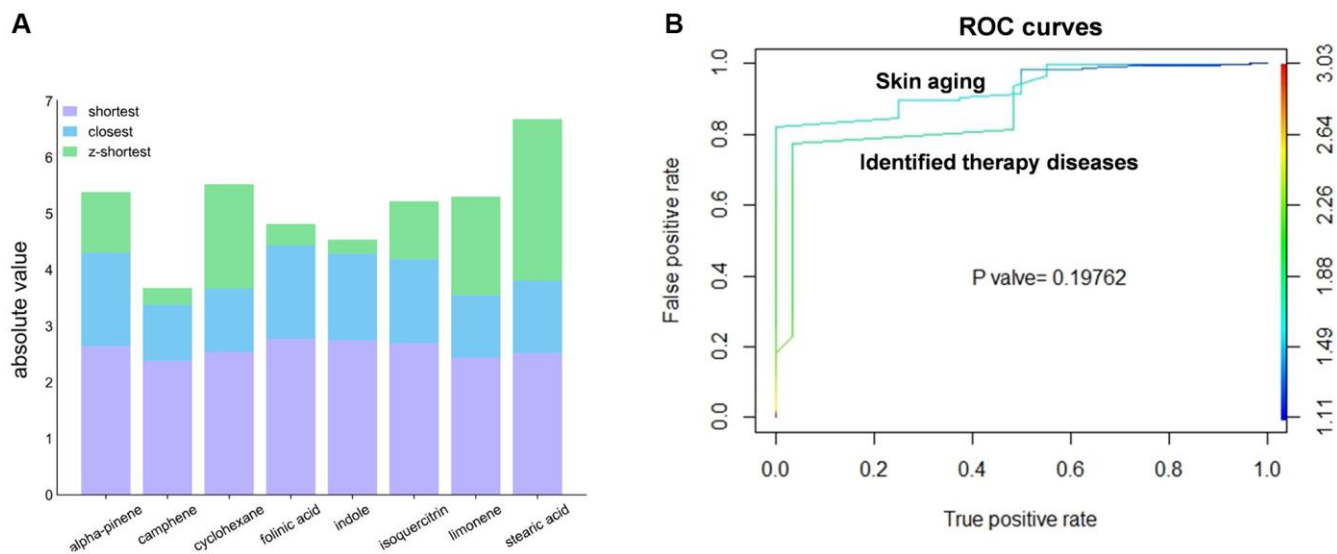 A
7
6
5
4
3
2
1
0
absolute value
shortest
closest
z-shortest
alpha-pinene
camphene
cyclohexane
folinic acid
indole
isoquercitrin
limonene
stearic acid
B
ROC curves
1.0
0.8
0.6
0.4
0.2
0.0
False positive rate
Skin aging
Identified therapy diseases
P valve= 0.19762
3.03
2.64
2.26
1.88
1.49
1.11
0.0 0.2 0.4 0.6 0.8 1.0
True positive rate